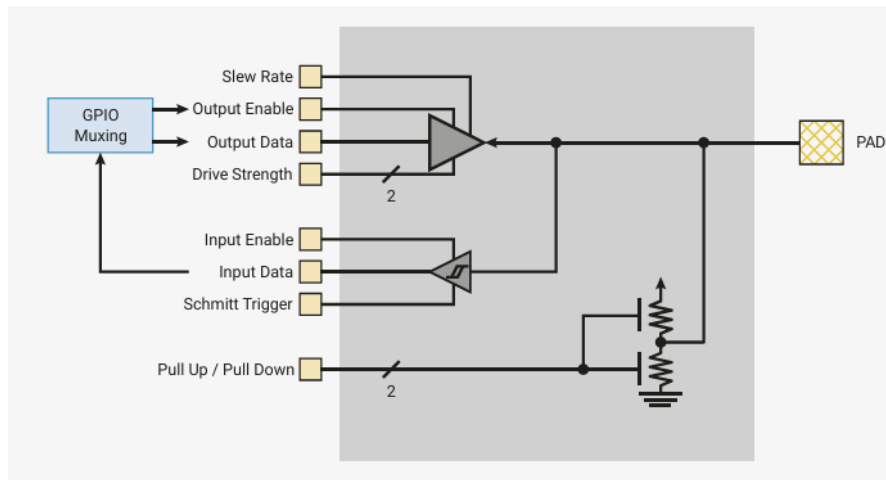 Slew Rate
GPIO
Muxing
Output Enable
Output Data
PAD
Drive Strength
2
Input Enable
Input Data
Schmitt Trigger
Pull Up / Pull Down
2